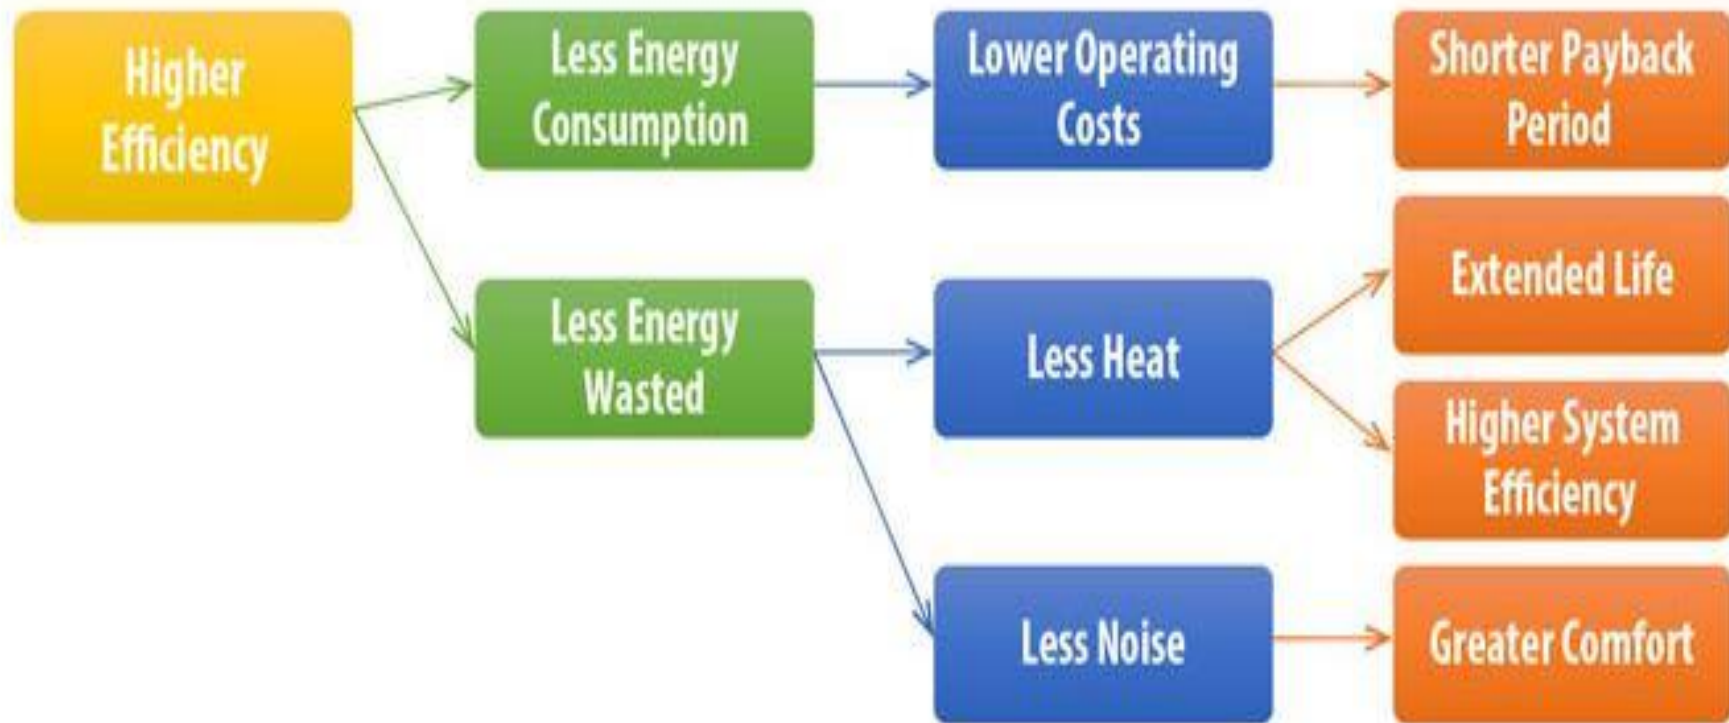 Higher
Efficiency
Less Energy
Consumption
Lower Operating
Costs
Shorter Payback
Period
Less Energy
Wasted
Less Heat
Extended Life
Higher System
Efficiency
Less Noise
Greater Comfort